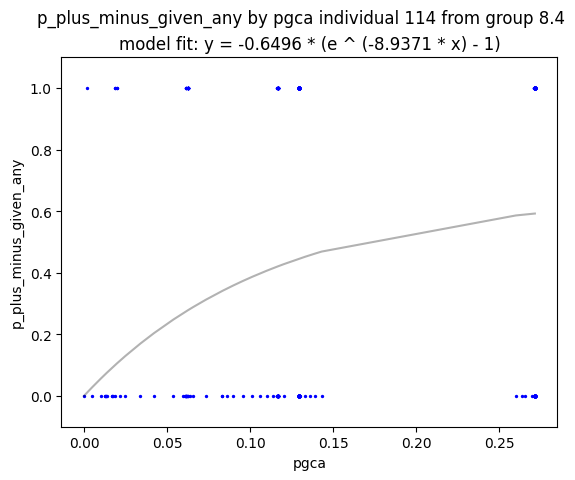 p_plus_minus_given_any by pgca individual 114 from group 8.4
model fit: y = -0.6496 * (e ^ (-8.9371 * x) - 1)
1.0
0.8
0.6
0.4
0.2
0.0
p_plus_minus_given_any
0.00 0.05 0.10 0.15 0.20 0.25
pgca